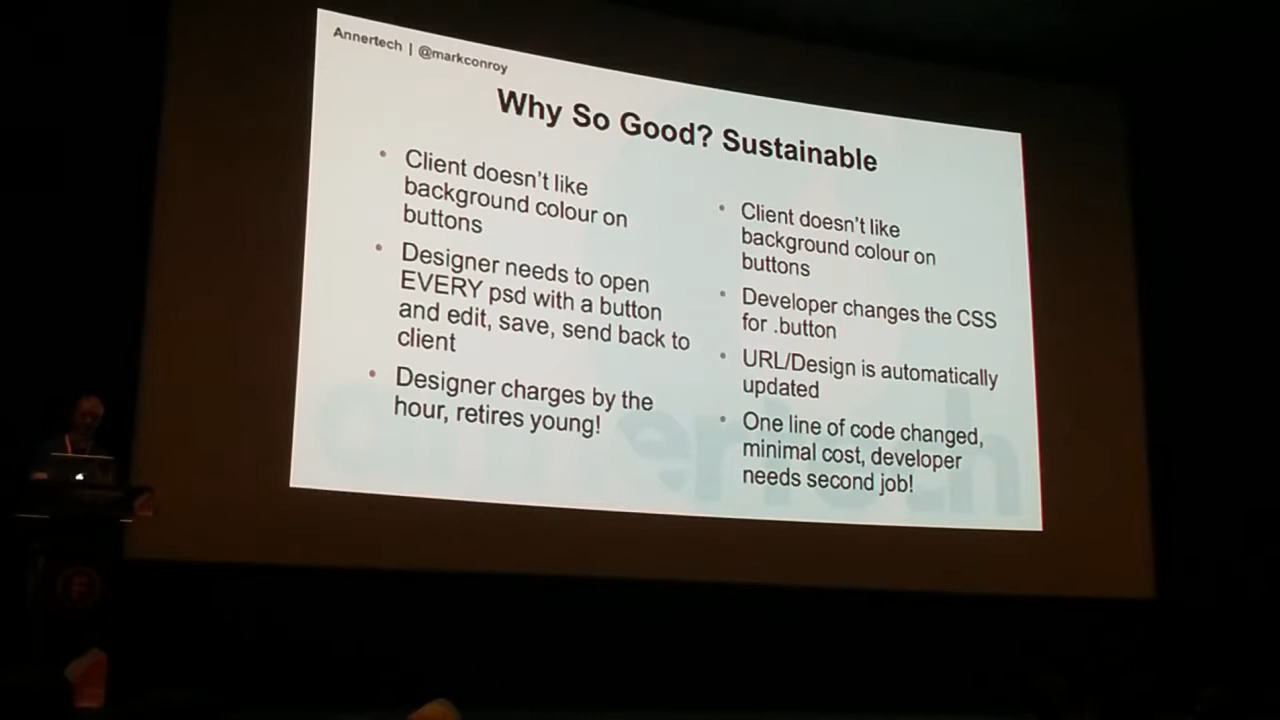 Annertech | @markconroy
Why So Good? Sustainable
• Client doesn't like
background colour on
buttons
• Designer needs to open
EVERY psd with a button
and edit, save, send back to
client
• Designer charges by the
hour, retires young!
• Client doesn't like
background colour on
buttons
• Developer changes the CSS
for .button
• URL/Design is automatically
updated
• One line of code changed,
minimal cost, developer
needs second job!
annertech